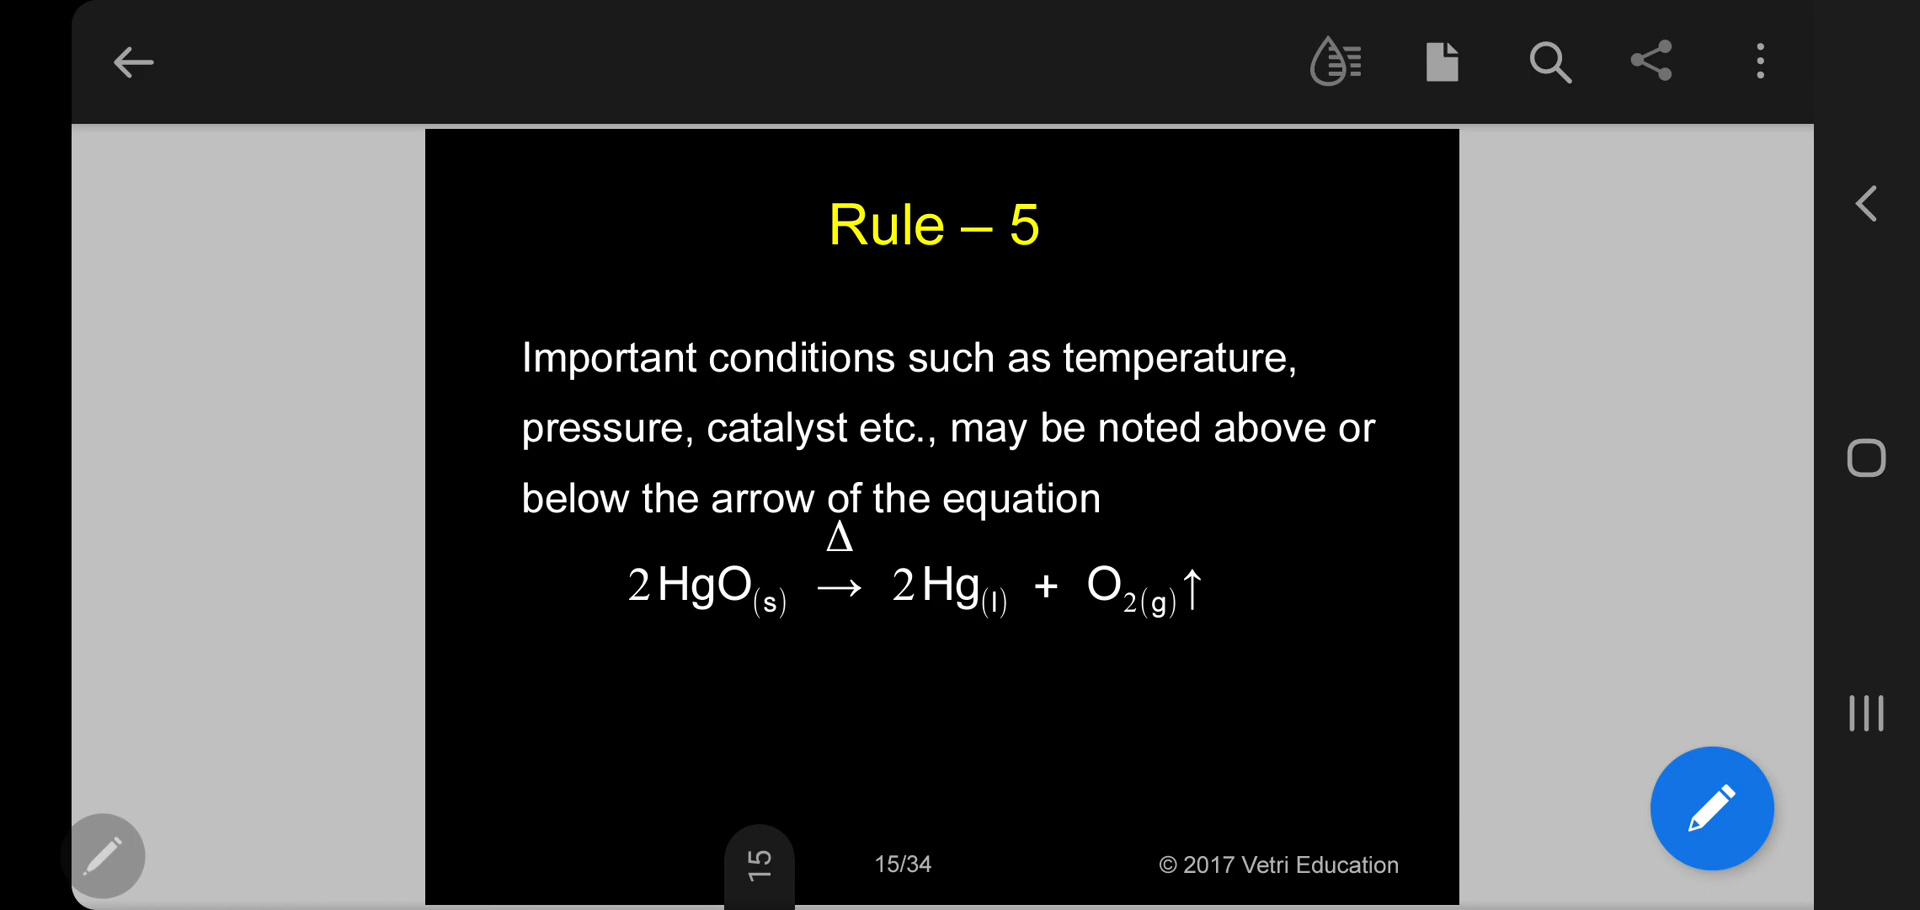 Rule – 5
Important conditions such as temperature,
pressure, catalyst etc., may be noted above or
below the arrow of the equation
Δ
2HgO(s) → 2Hg(l) + O2(g)↑
15
15/34
© 2017 Vetri Education